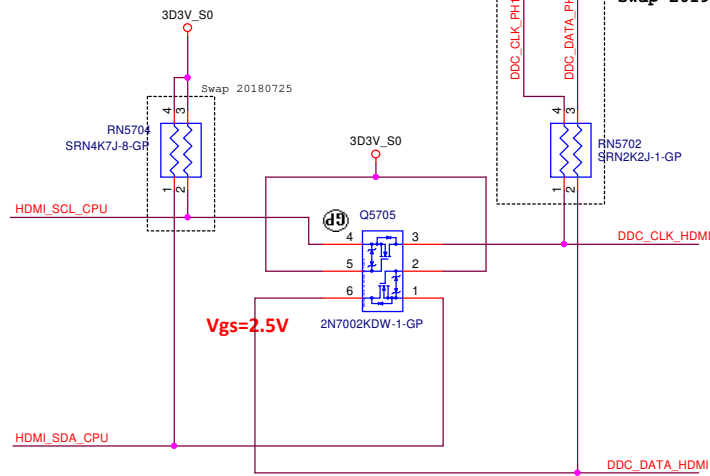 Swap 2019
3D3V_S0
DDC_CLK_PH1
DDC_DATA_PH
Swap 20180725
4 3
4 3
RN5704
SRN4K7J-8-GP
RN5702
SRN2K2J-1-GP
3D3V_S0
1 2
1 2
HDMI_SCL_CPU
GP
Q5705
4 3
DDC_CLK_HDMI
5 2
6 1
Vgs=2.5V
2N7002KDW-1-GP
HDMI_SDA_CPU
DDC_DATA_HDMI